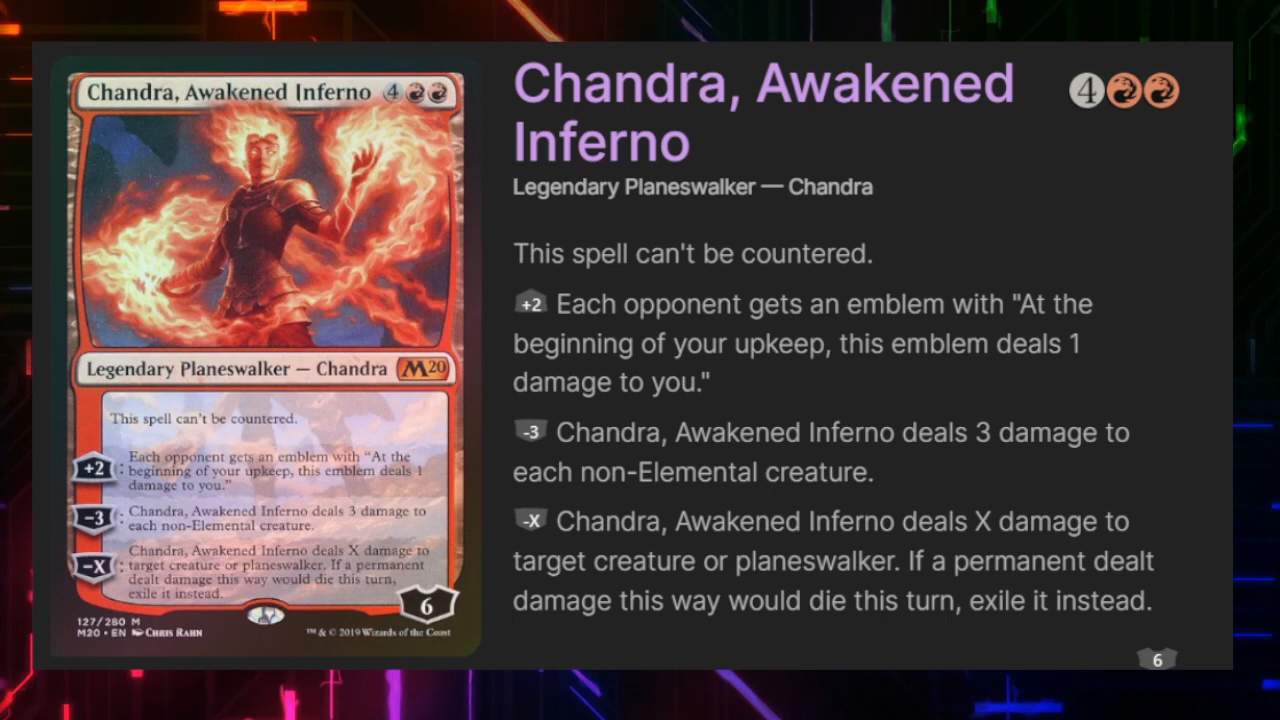 Chandra, Awakened Inferno 4
Legendary Planeswalker — Chandra M20
This spell can't be countered.
+2 : Each opponent gets an emblem with "At the
beginning of your upkeep, this emblem deals 1
damage to you."
−3 : Chandra, Awakened Inferno deals 3 damage to
each non-Elemental creature.
−X : Chandra, Awakened Inferno deals X damage to
target creature or planeswalker. If a permanent
dealt damage this way would die this turn,
exile it instead.
6
127/280 M
M20 • EN Chris Rahn
™ & © 2019 Wizards of the Coast
Chandra, Awakened 4
Inferno
Legendary Planeswalker — Chandra
This spell can't be countered.
+2 Each opponent gets an emblem with "At the
beginning of your upkeep, this emblem deals 1
damage to you."
-3 Chandra, Awakened Inferno deals 3 damage to
each non-Elemental creature.
-X Chandra, Awakened Inferno deals X damage to
target creature or planeswalker. If a permanent dealt
damage this way would die this turn, exile it instead.
6